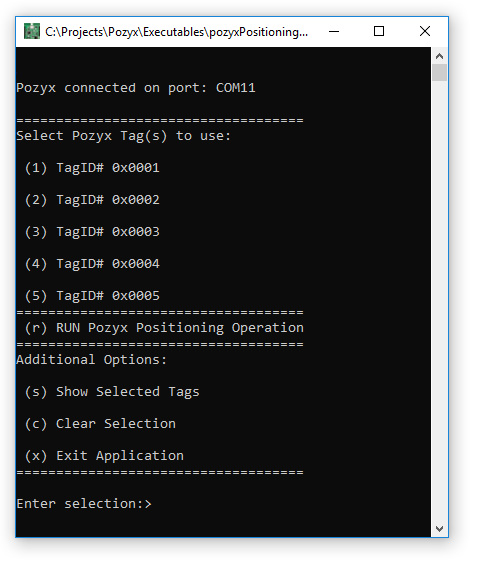 C:\Projects\Pozyx\Executables\pozyxPositioning...
Pozyx connected on port: COM11
====================================
Select Pozyx Tag(s) to use:
(1) TagID# 0x0001
(2) TagID# 0x0002
(3) TagID# 0x0003
(4) TagID# 0x0004
(5) TagID# 0x0005
====================================
(r) RUN Pozyx Positioning Operation
====================================
Additional Options:
(s) Show Selected Tags
(c) Clear Selection
(x) Exit Application
====================================
Enter selection:>